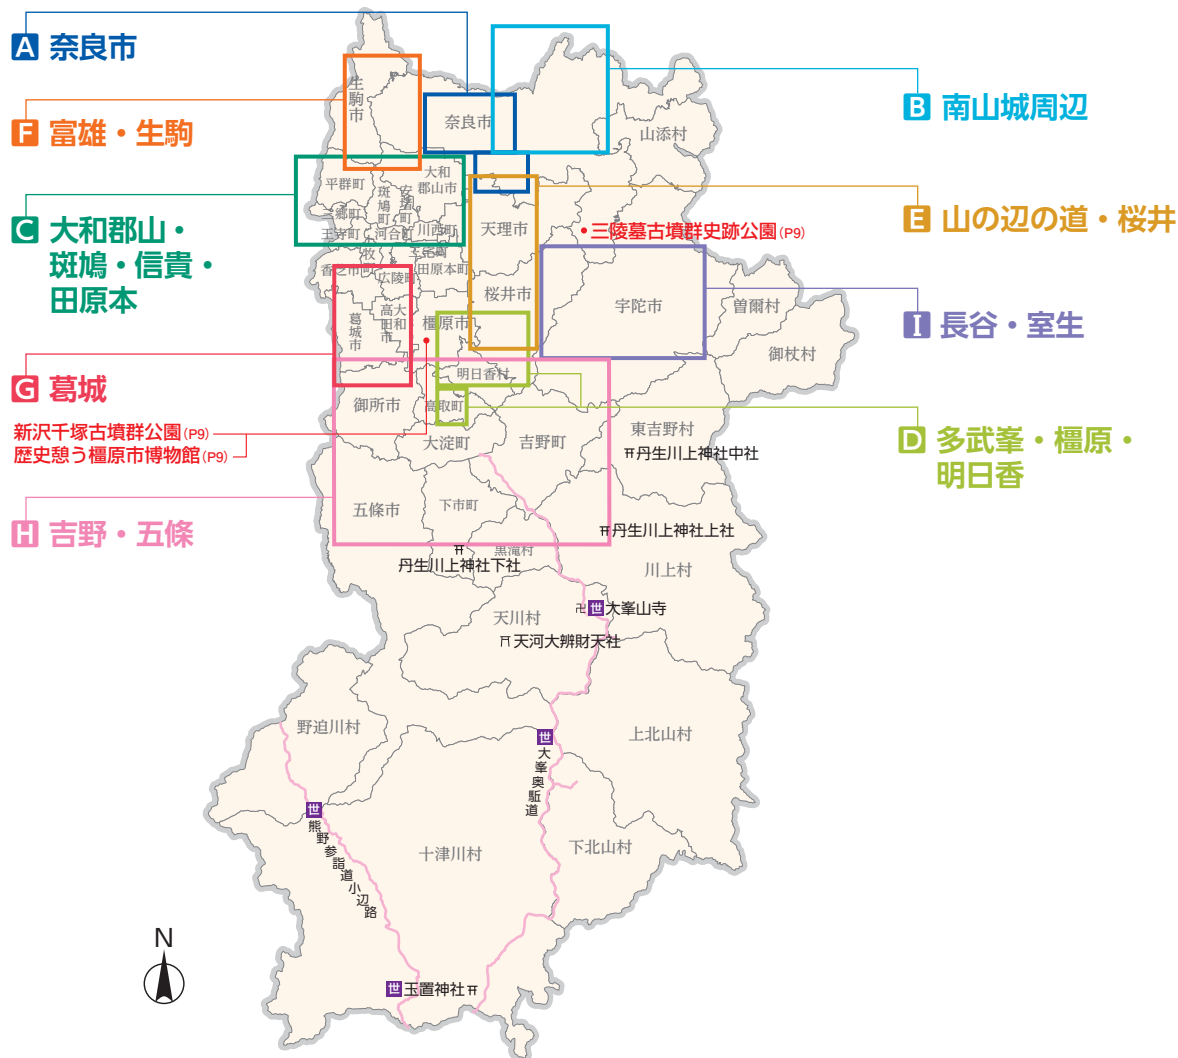 A 奈良市
B 南山城周辺
F 富雄・生駒
C 大和郡山・
斑鳩・信貴・
田原本
E 山の辺の道・桜井
I 長谷・室生
G 葛城
新沢千塚古墳群公園(P9)
歴史憩う橿原市博物館(P9)
D 多武峯・橿原・
明日香
H 吉野・五條
三陵墓古墳群史跡公園(P9)
生駒市
奈良市
山添村
平群町
大和
郡山市
斑鳩町
安堵町
三郷町
王寺町
河合町
川西町
三宅町
天理市
香芝市
田原本町
広陵町
桜井市
宇陀市
曽爾村
御杖村
葛城市
大和
高田市
橿原市
明日香村
御所市
高取町
大淀町
吉野町
東吉野村
丹生川上神社中社
五條市
下市町
丹生川上神社上社
黒滝村
丹生川上神社下社
川上村
世 大峯山寺
天川村
天河大辨財天社
野迫川村
上北山村
世
大峯奥駈道
世
熊野参詣道小辺路
十津川村
下北山村
世 玉置神社
N